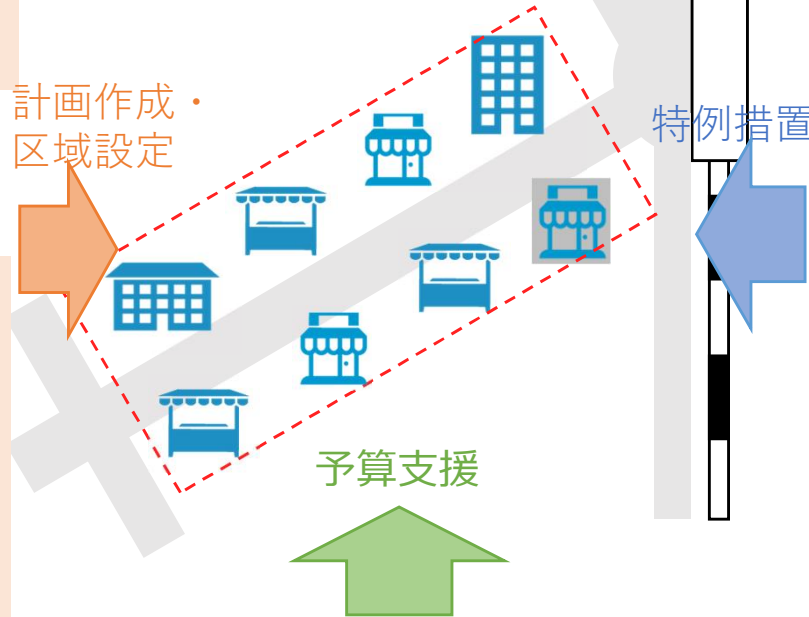 計画作成・
区域設定
特例措置
予算支援